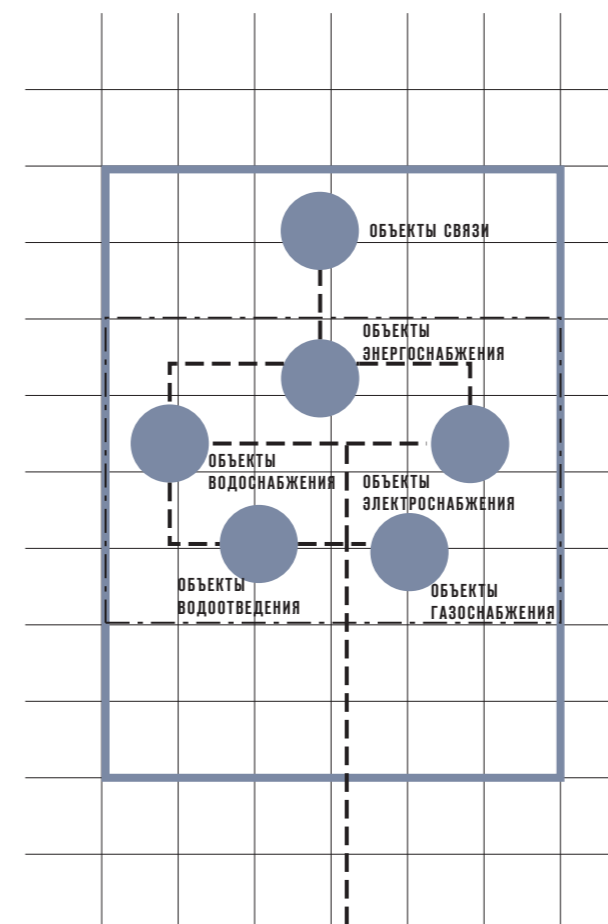 ОБЪЕКТЫ СВЯЗИ
ОБЪЕКТЫ
ЭНЕРГОСНАБЖЕНИЯ
ОБЪЕКТЫ
ВОДОСНАБЖЕНИЯ
ОБЪЕКТЫ
ЭЛЕКТРОСНАБЖЕНИЯ
ОБЪЕКТЫ
ВОДООТВЕДЕНИЯ
ОБЪЕКТЫ
ГАЗОСНАБЖЕНИЯ